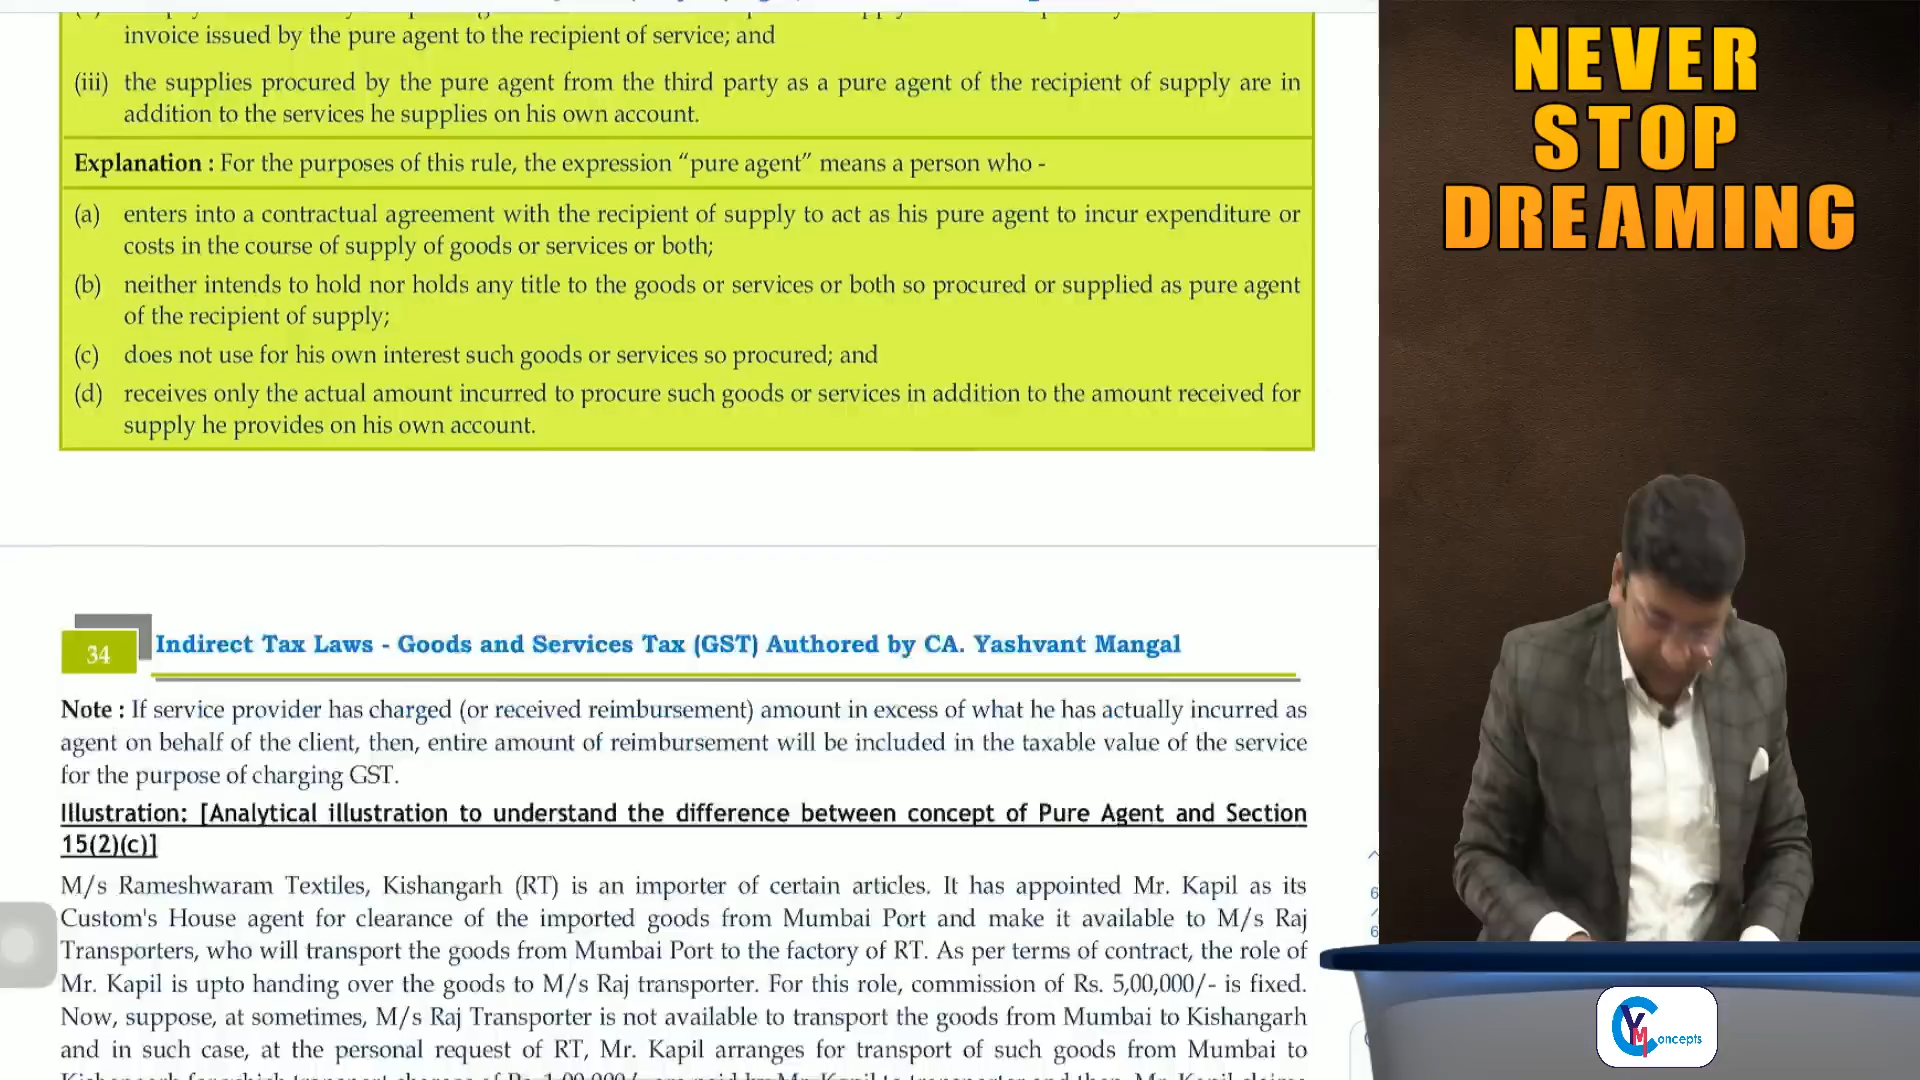 invoice issued by the pure agent to the recipient of service; and
(iii) the supplies procured by the pure agent from the third party as a pure agent of the recipient of supply are in
addition to the services he supplies on his own account.
Explanation : For the purposes of this rule, the expression “pure agent” means a person who -
(a) enters into a contractual agreement with the recipient of supply to act as his pure agent to incur expenditure or
costs in the course of supply of goods or services or both;
(b) neither intends to hold nor holds any title to the goods or services or both so procured or supplied as pure agent
of the recipient of supply;
(c) does not use for his own interest such goods or services so procured; and
(d) receives only the actual amount incurred to procure such goods or services in addition to the amount received for
supply he provides on his own account.
34 Indirect Tax Laws - Goods and Services Tax (GST) Authored by CA. Yashvant Mangal
Note : If service provider has charged (or received reimbursement) amount in excess of what he has actually incurred as
agent on behalf of the client, then, entire amount of reimbursement will be included in the taxable value of the service
for the purpose of charging GST.
Illustration: [Analytical illustration to understand the difference between concept of Pure Agent and Section
15(2)(c)]
M/s Rameshwaram Textiles, Kishangarh (RT) is an importer of certain articles. It has appointed Mr. Kapil as its
Custom's House agent for clearance of the imported goods from Mumbai Port and make it available to M/s Raj
Transporters, who will transport the goods from Mumbai Port to the factory of RT. As per terms of contract, the role of
Mr. Kapil is upto handing over the goods to M/s Raj transporter. For this role, commission of Rs. 5,00,000/- is fixed.
Now, suppose, at sometimes, M/s Raj Transporter is not available to transport the goods from Mumbai to Kishangarh
and in such case, at the personal request of RT, Mr. Kapil arranges for transport of such goods from Mumbai to
NEVER
STOP
DREAMING
YM
Concepts